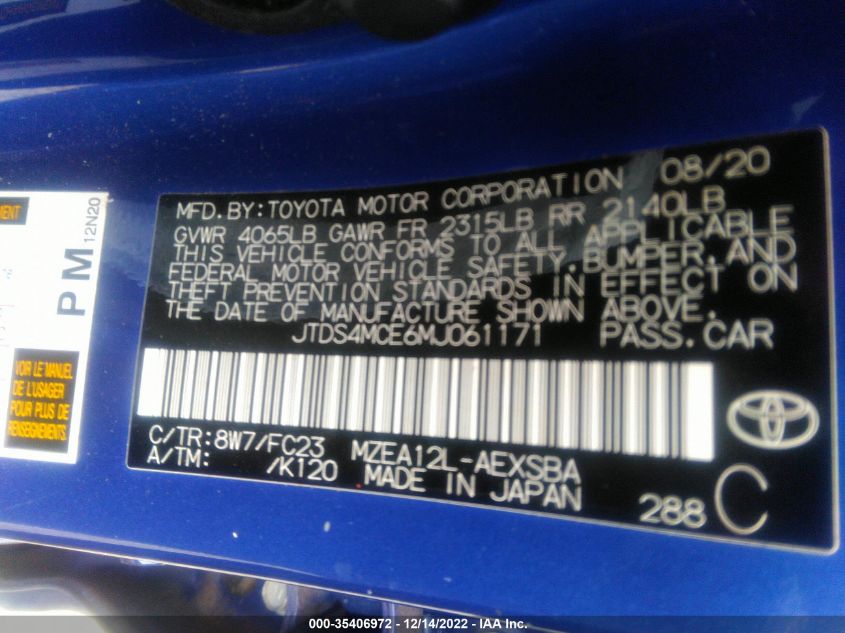 MENT
PM 12N20
VOIR LE MANUEL
DE L'USAGER
POUR PLUS DE
RENSEIGNEMENTS.
MFD. BY: TOYOTA MOTOR CORPORATION 08/20
GVWR 4065LB GAWR FR 2315LB RR 2140LB
THIS VEHICLE CONFORMS TO ALL APPLICABLE
FEDERAL MOTOR VEHICLE SAFETY, BUMPER, AND
THEFT PREVENTION STANDARDS IN EFFECT ON
THE DATE OF MANUFACTURE SHOWN ABOVE.
JTDS4MCE6MJ061171 PASS. CAR
C/TR: 8W7/FC23 MZEA12L-AEXSBA
A/TM: /K120 MADE IN JAPAN
288 C
000-35406972 - 12/14/2022 - IAAI.com